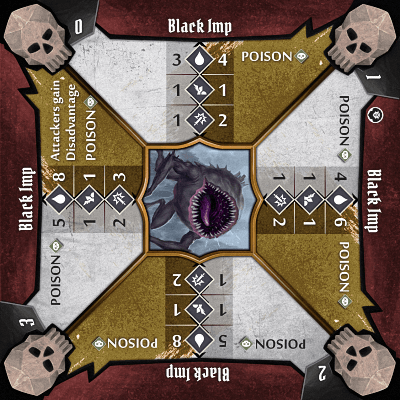 0
Black Imp
3 4 POISON
1 1
1 2
1
Black Imp
POISON 4 6 POISON
1 1
1 2
2
Black Imp
POISON 5 8 POISON
1 1
1 2
3
Black Imp
POISON 5 8 Attackers gain
Disadvantage
1 1 POISON
2 3